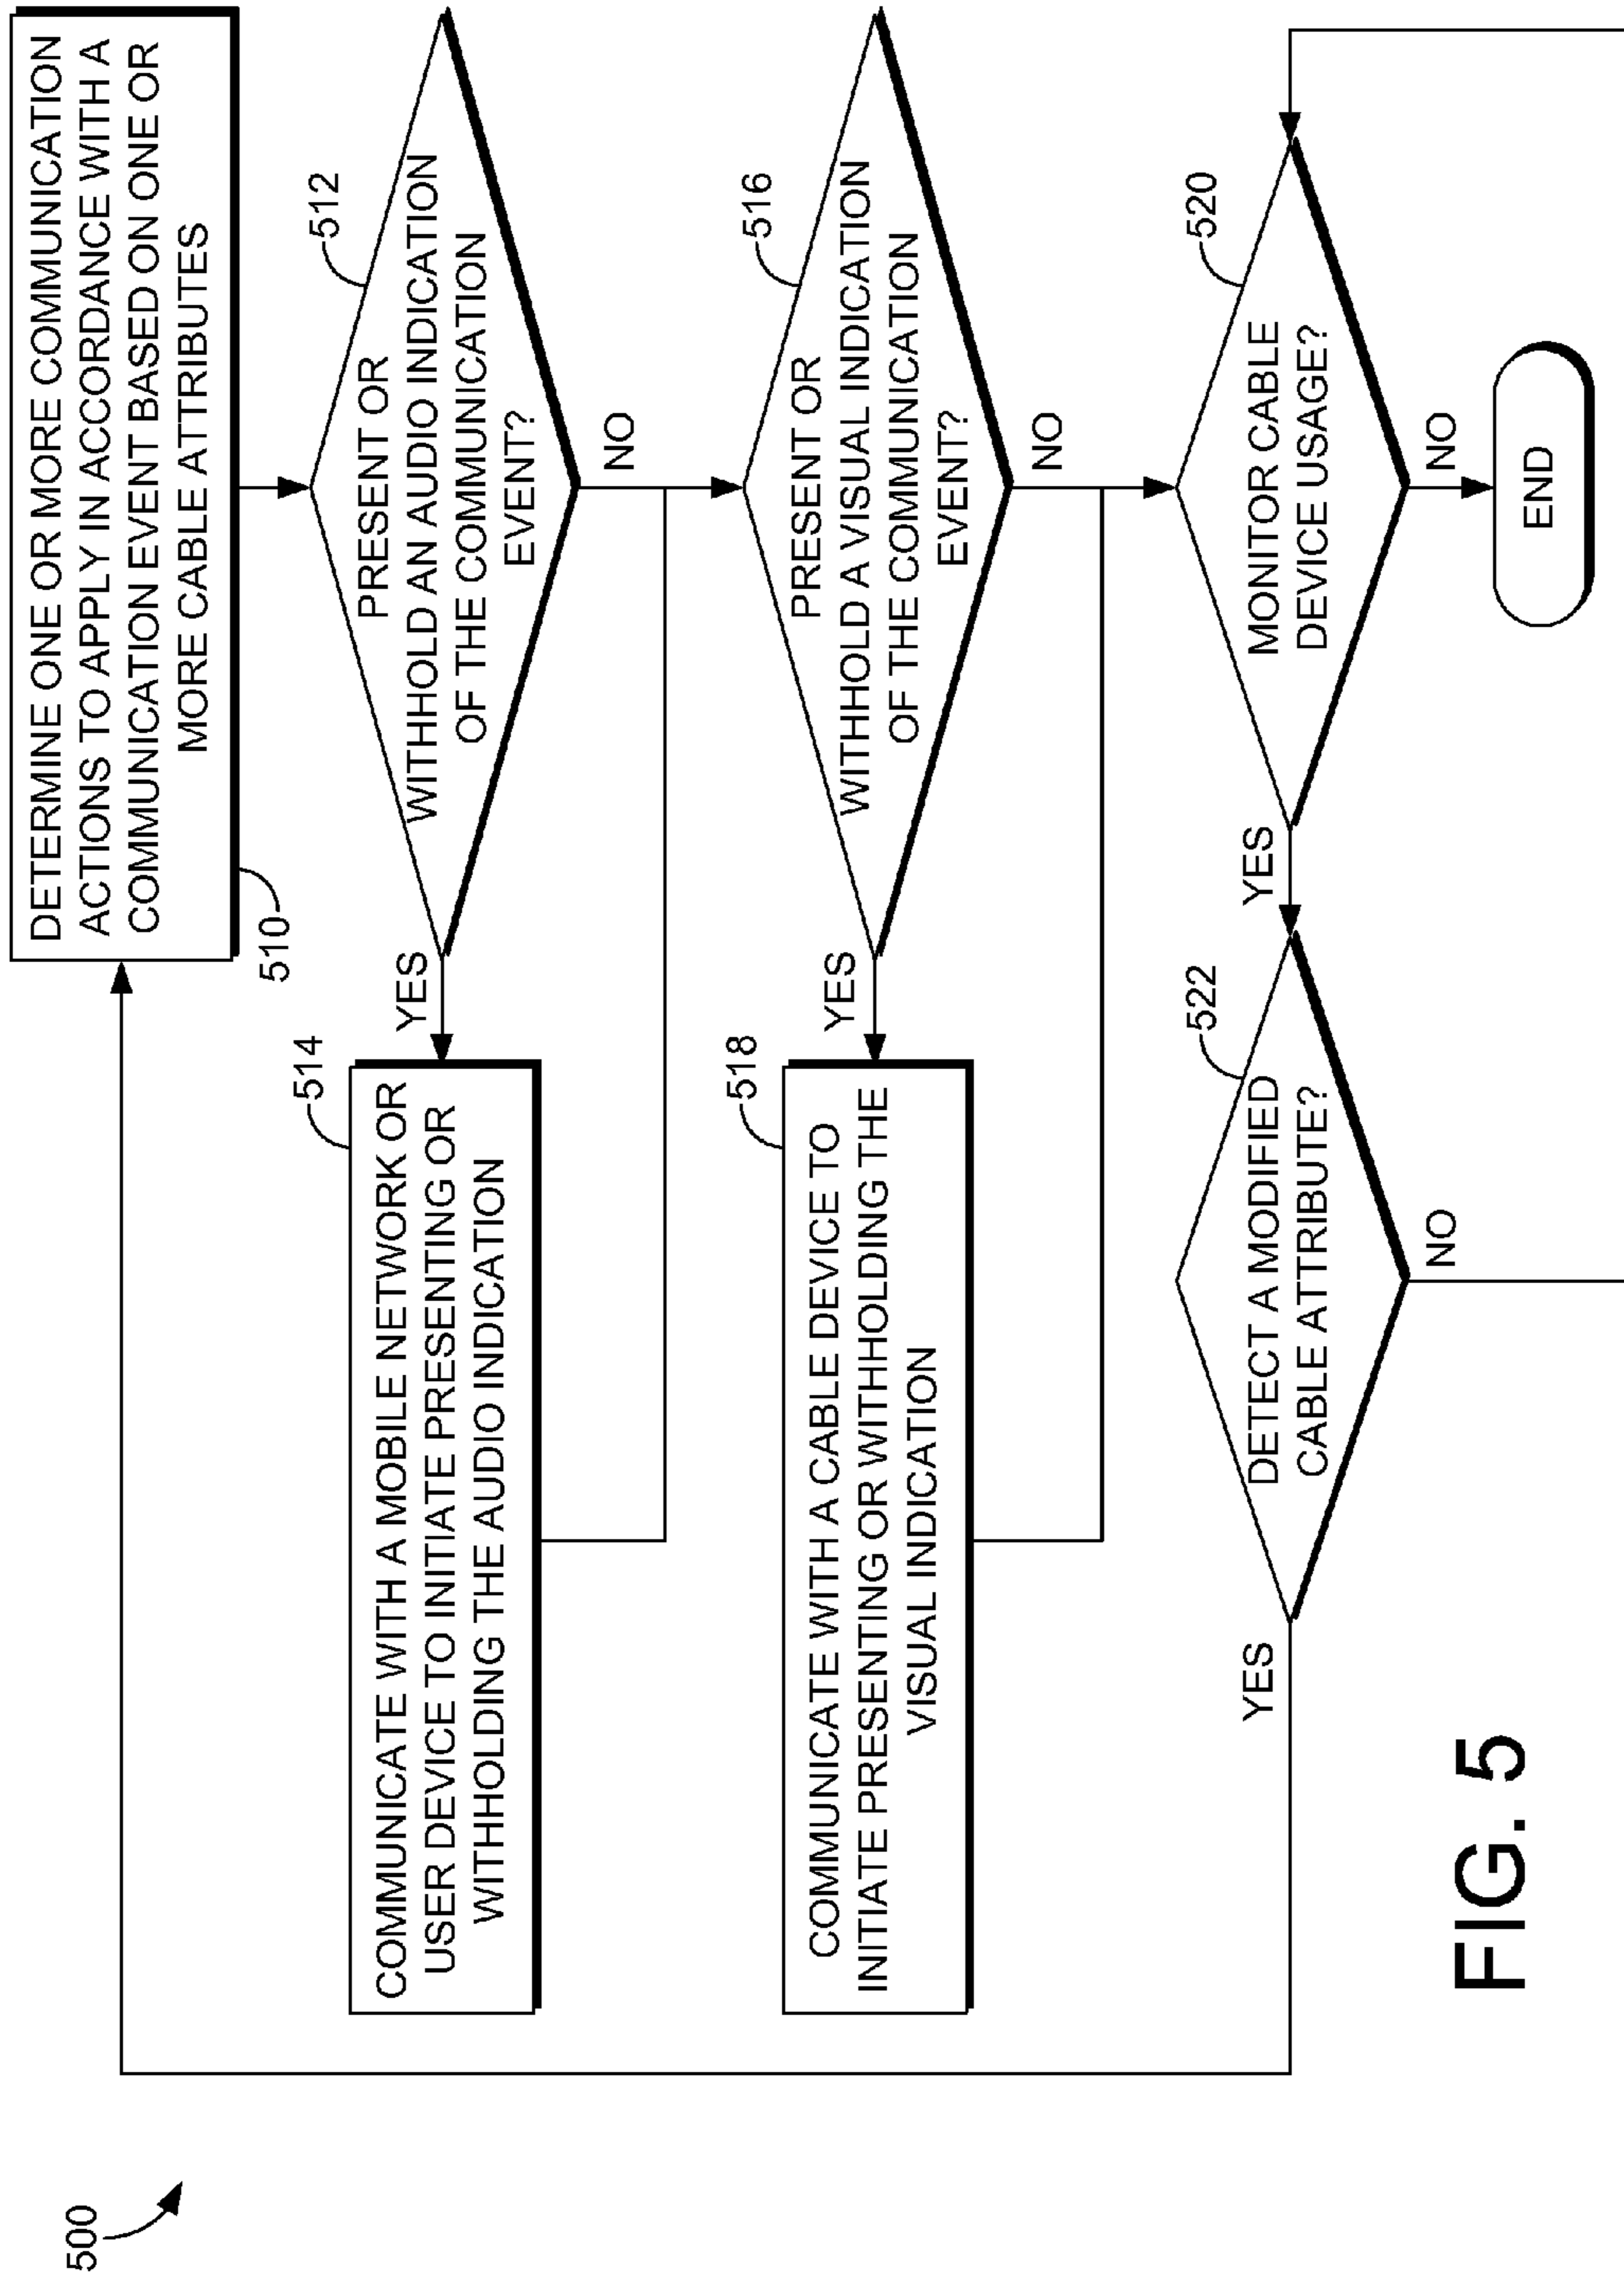 500
DETERMINE ONE OR MORE COMMUNICATION
ACTIONS TO APPLY IN ACCORDANCE WITH A
COMMUNICATION EVENT BASED ON ONE OR
MORE CABLE ATTRIBUTES
510
512
PRESENT OR
WITHHOLD AN AUDIO INDICATION
OF THE COMMUNICATION
EVENT?
YES
NO
514
COMMUNICATE WITH A MOBILE NETWORK OR
USER DEVICE TO INITIATE PRESENTING OR
WITHHOLDING THE AUDIO INDICATION
516
PRESENT OR
WITHHOLD A VISUAL INDICATION
OF THE COMMUNICATION
EVENT?
YES
NO
518
COMMUNICATE WITH A CABLE DEVICE TO
INITIATE PRESENTING OR WITHHOLDING THE
VISUAL INDICATION
520
MONITOR CABLE
DEVICE USAGE?
YES
NO
522
DETECT A MODIFIED
CABLE ATTRIBUTE?
YES
NO
END
FIG. 5